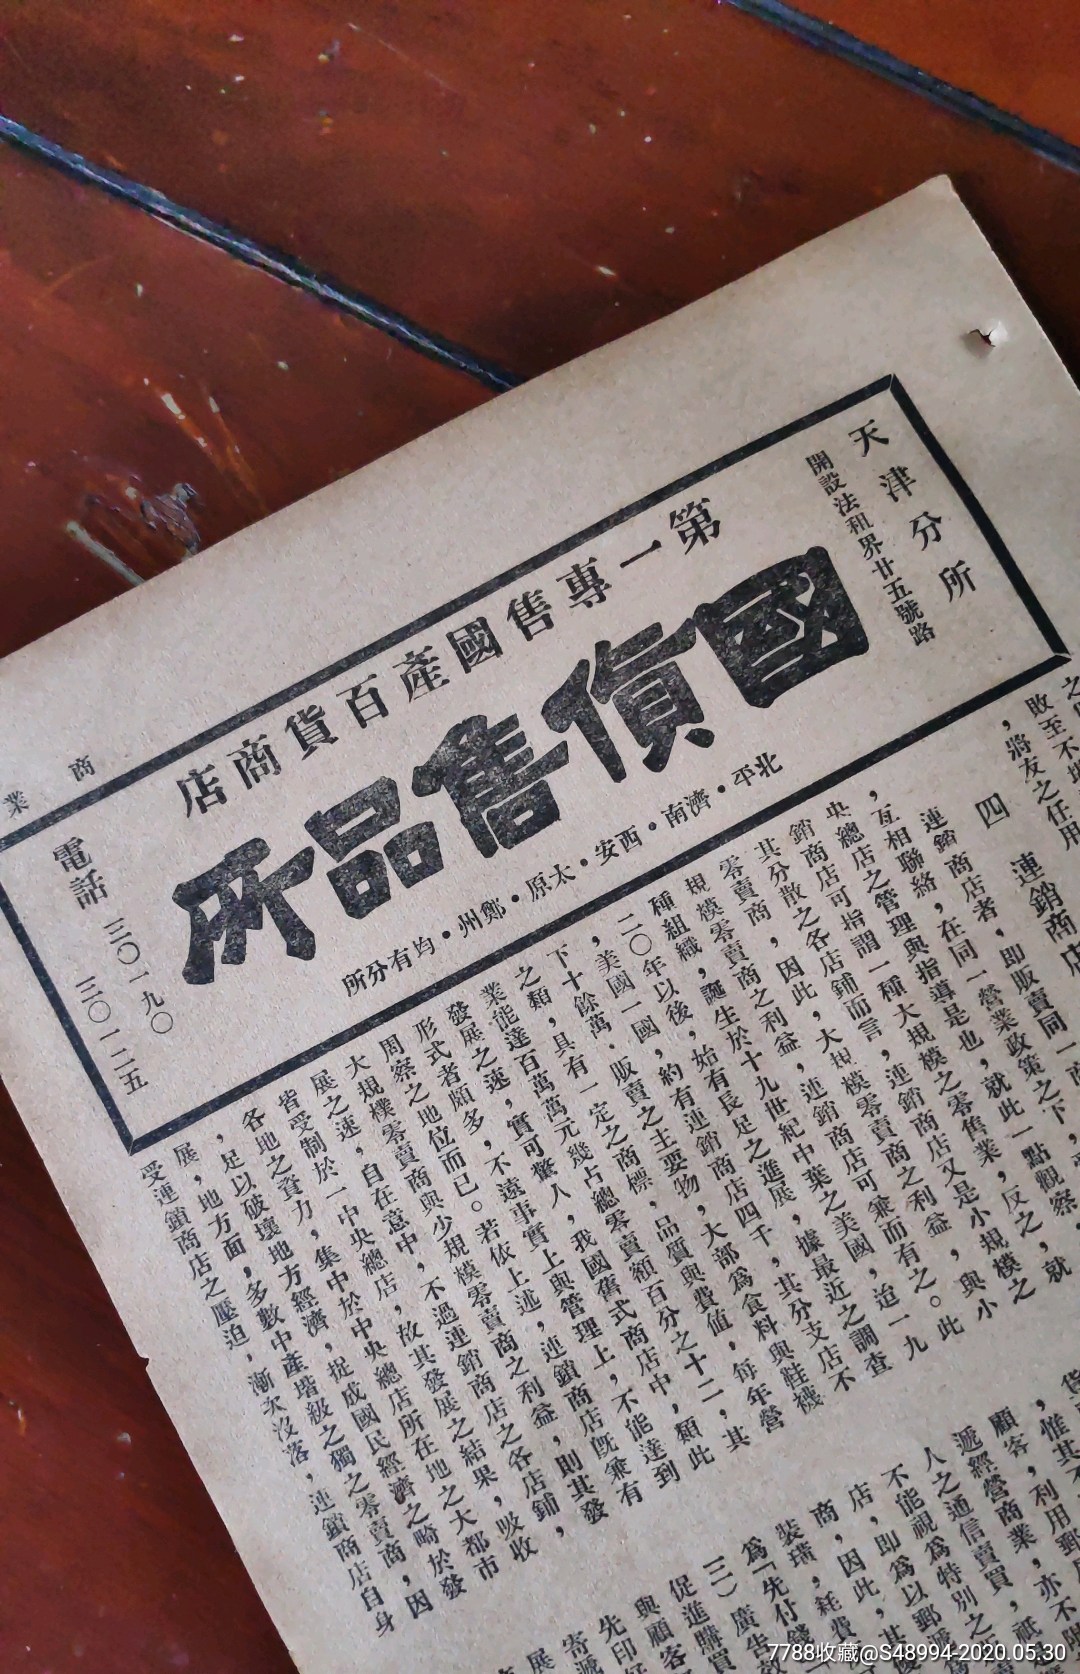 天津分所
開設法租界廿五號路
第一專售國產百貨商店
國貨售品所
北平・濟南・西安・太原・鄭州・均有分所
電話 三〇一九〇
三〇一二五
商業
敗至不堪
，將友之任用
四 連銷商店
連銷商店者，即販賣同一商
，互相聯絡，在同一營業政策之下，受
央總店之管理與指導是也，就此一點觀察，就
銷商店可指謂一種大規模之零售業，反之，就
其分散之各店鋪而言，連銷商店又是小規模之
零賣商，因此，大規模零賣商之利益，與小
規模零賣商之利益，連銷商店可兼而有之。此
種組織，誕生於十九世紀中葉之美國，迨一九
二〇年以後，始有長足之進展，據最近之調查
，美國一國，約有連銷商店四千，其分支店不
下十餘萬，販賣之主要物，大部為食料與鞋襪
之類，具有一定之商標，品質與費值，每年營
業能達百萬萬元幾占總零賣額百分之十二，其
發展之速，實可驚人，我國舊式商店中，類此
形式者頗多，不遠事實上與管理上，不能達到
周察之地位而已。若依上述，連鎖商店既兼有
大規模零賣商與少規模零賣商之利益，則其發
展之速，自在意中，不過連銷商店之各店鋪，
皆受制於一中央總店，故其發展之結果，吸收
各地之資力，集中於中央總店所在地之大都市
，足以破壞地方經濟，捉成國民經濟之畸於發
展，地方面，多數中產堦級之獨之零賣商，因
受連鎖商店之壓迫，漸次沒落，連鎖商店自身
惟其不
，利用郵
顧客，
遞經營商業，亦不
人之通信賣買，祇
不能視為特別之
店，即為以郵遞
商，因此，其
裝璜，耗費
為「先付錢
三）廣告
促進購買
與顧客
先印好
寄遞
展
7788收藏@S48994-2020.05.30